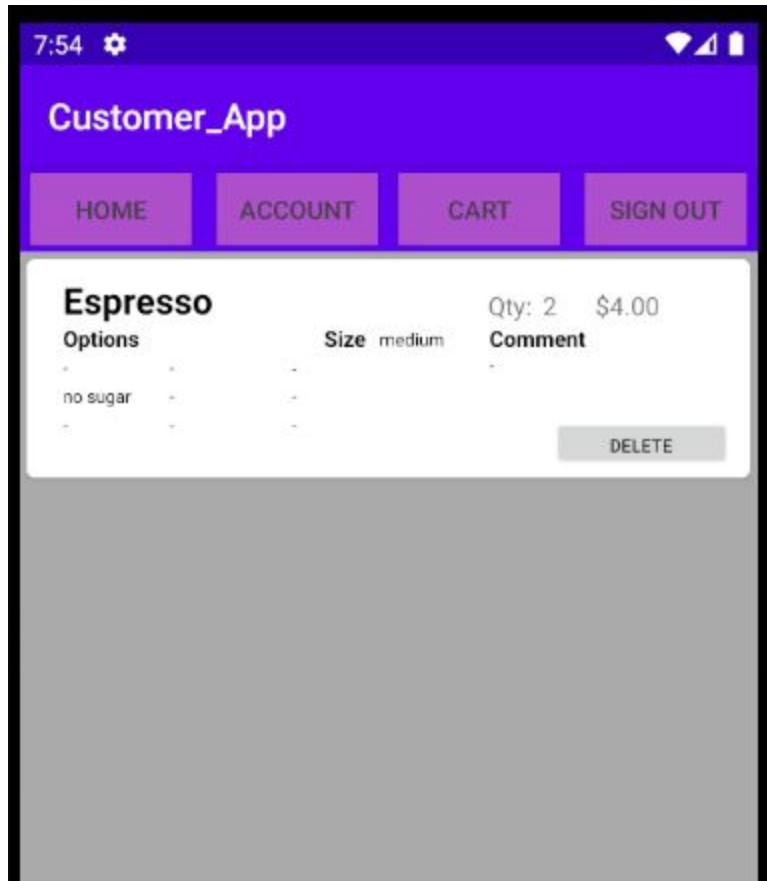 7:54
Customer_App
HOME ACCOUNT CART SIGN OUT
Espresso Qty: 2 $4.00
Options Size medium Comment
- - - -
no sugar - -
- - -
DELETE